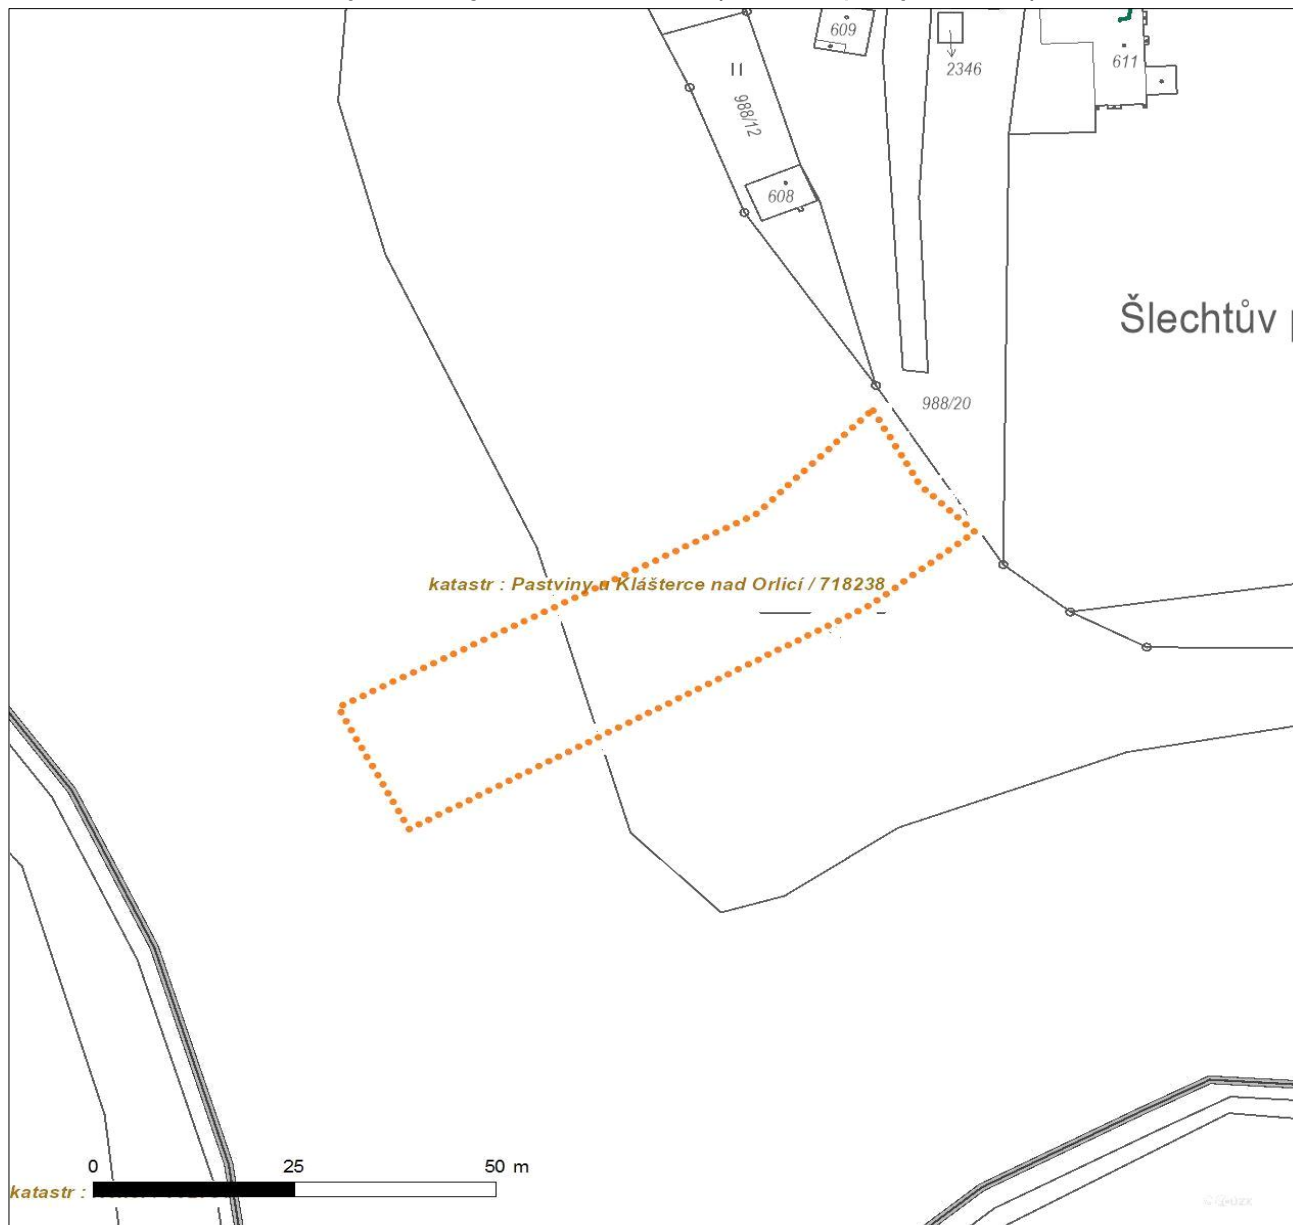 609
611
2346
II
988/12
608
Šlechtův
988/20
katastr : Pastviny u Klášterce nad Orlicí / 718238
0 25 50 m
katastr :